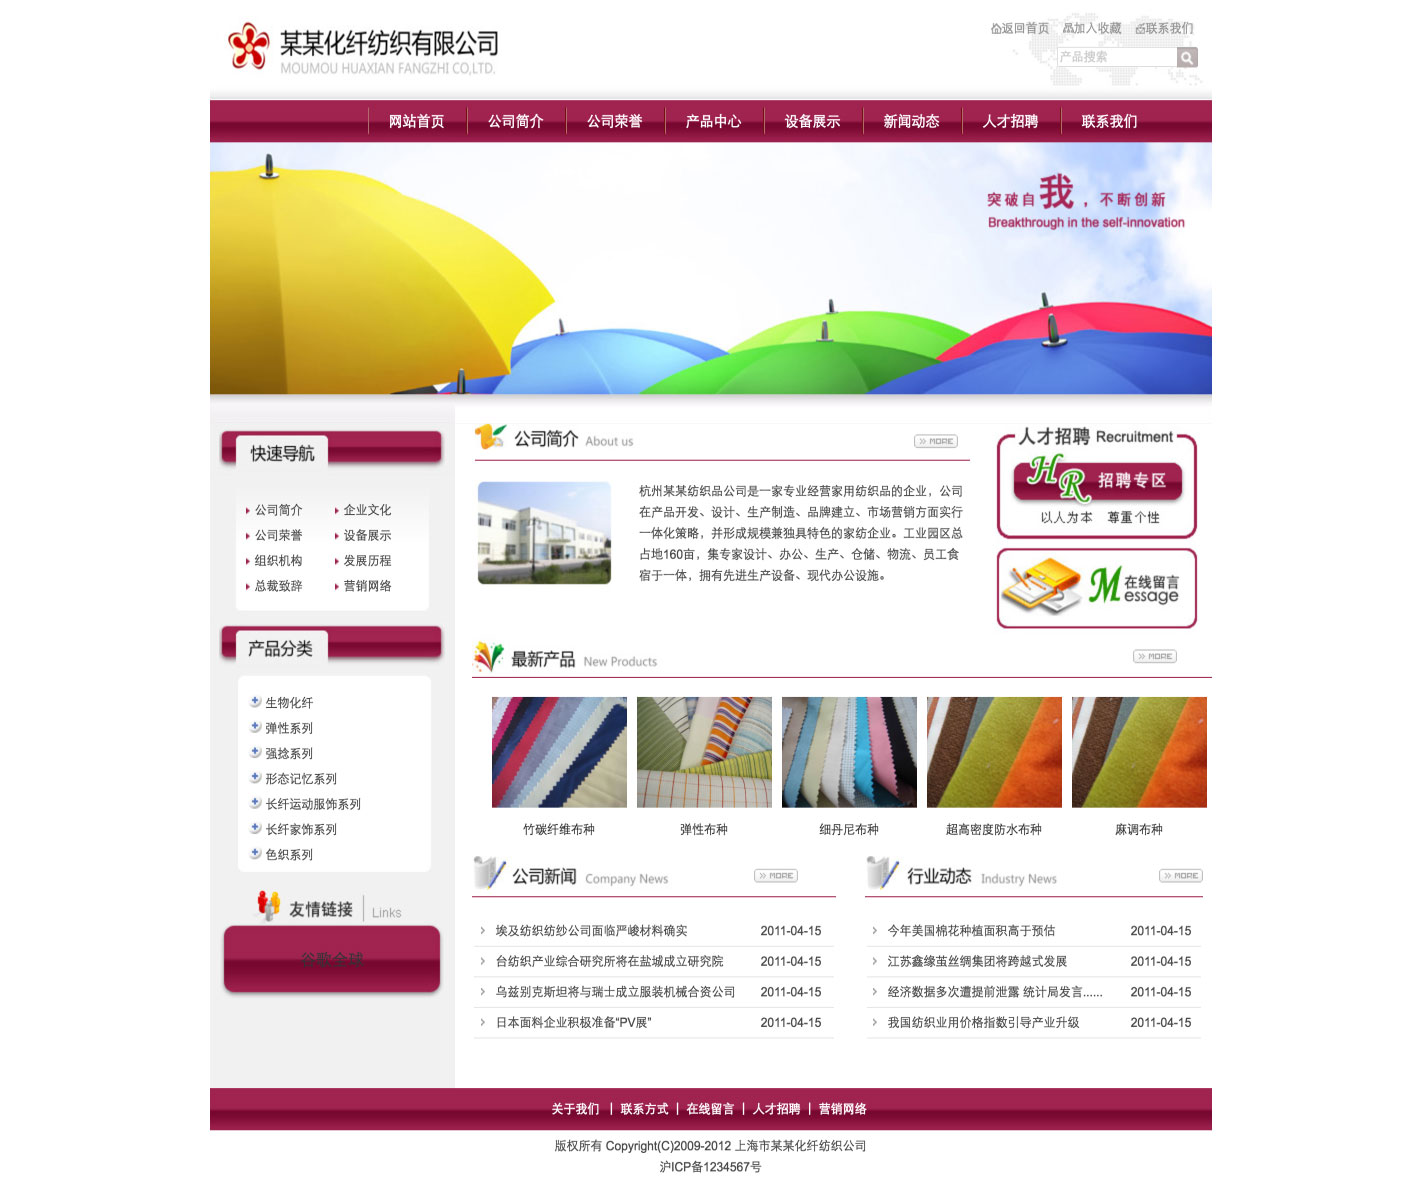 某某化纤纺织有限公司
MOUMOU HUAXIAN FANGZHI CO,LTD.
返回首页 加入收藏 联系我们
产品搜索
网站首页 公司简介 公司荣誉 产品中心 设备展示 新闻动态 人才招聘 联系我们
突破自我，不断创新
Breakthrough in the self-innovation
快速导航
公司简介 企业文化
公司荣誉 设备展示
组织机构 发展历程
总裁致辞 营销网络
产品分类
生物化纤
弹性系列
强捻系列
形态记忆系列
长纤运动服饰系列
长纤家饰系列
色织系列
友情链接 Links
谷歌全球
公司简介 About us
MORE
杭州某某纺织品公司是一家专业经营家用纺织品的企业，公司
在产品开发、设计、生产制造、品牌建立、市场营销方面实行
一体化策略，并形成规模兼独具特色的家纺企业。工业园区总
占地160亩，集专家设计、办公、生产、仓储、物流、员工食
宿于一体，拥有先进生产设备、现代办公设施。
人才招聘 Recruitment
HR 招聘专区
以人为本 尊重个性
在线留言
Message
最新产品 New Products
MORE
竹碳纤维布种 弹性布种 细丹尼布种 超高密度防水布种 麻调布种
公司新闻 Company News
MORE
埃及纺织纺纱公司面临严峻材料确实 2011-04-15
台纺织产业综合研究所将在盐城成立研究院 2011-04-15
乌兹别克斯坦将与瑞士成立服装机械合资公司 2011-04-15
日本面料企业积极准备“PV展” 2011-04-15
行业动态 Industry News
MORE
今年美国棉花种植面积高于预估 2011-04-15
江苏鑫缘茧丝绸集团将跨越式发展 2011-04-15
经济数据多次遭提前泄露 统计局发言...... 2011-04-15
我国纺织业用价格指数引导产业升级 2011-04-15
关于我们 | 联系方式 | 在线留言 | 人才招聘 | 营销网络
版权所有 Copyright(C)2009-2012 上海市某某化纤纺织公司
沪ICP备1234567号